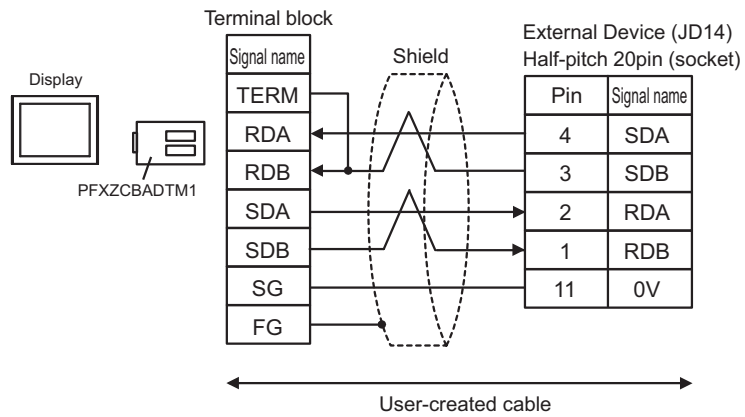 Terminal block
External Device (JD14)
Half-pitch 20pin (socket)
Display
PFXZCBADTM1
Shield
Signal name
TERM
RDA
RDB
SDA
SDB
SG
FG
Pin Signal name
4 SDA
3 SDB
2 RDA
1 RDB
11 0V
User-created cable